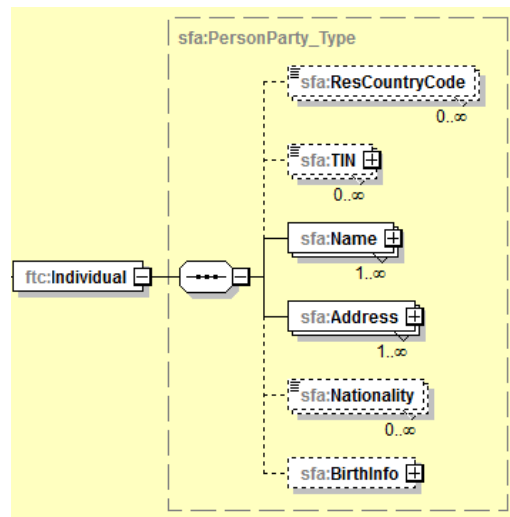 sfa:PersonParty_Type
sfa:ResCountryCode
0..∞
sfa:TIN
0..∞
sfa:Name
1..∞
ftc:Individual
sfa:Address
1..∞
sfa:Nationality
0..∞
sfa:BirthInfo